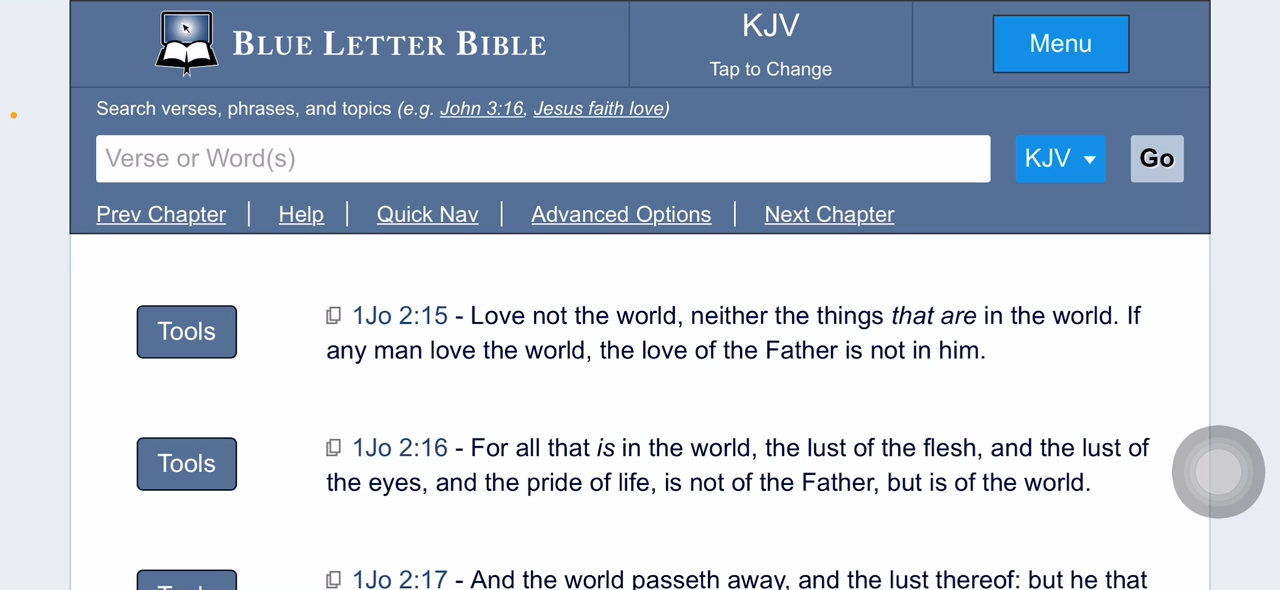 BLUE LETTER BIBLE
KJV
Tap to Change
Menu
Search verses, phrases, and topics (e.g. John 3:16, Jesus faith love)
Verse or Word(s)
KJV
Go
Prev Chapter | Help | Quick Nav | Advanced Options | Next Chapter
Tools
1Jo 2:15 - Love not the world, neither the things that are in the world. If
any man love the world, the love of the Father is not in him.
Tools
1Jo 2:16 - For all that is in the world, the lust of the flesh, and the lust of
the eyes, and the pride of life, is not of the Father, but is of the world.
Tools
1Jo 2:17 - And the world passeth away, and the lust thereof: but he that